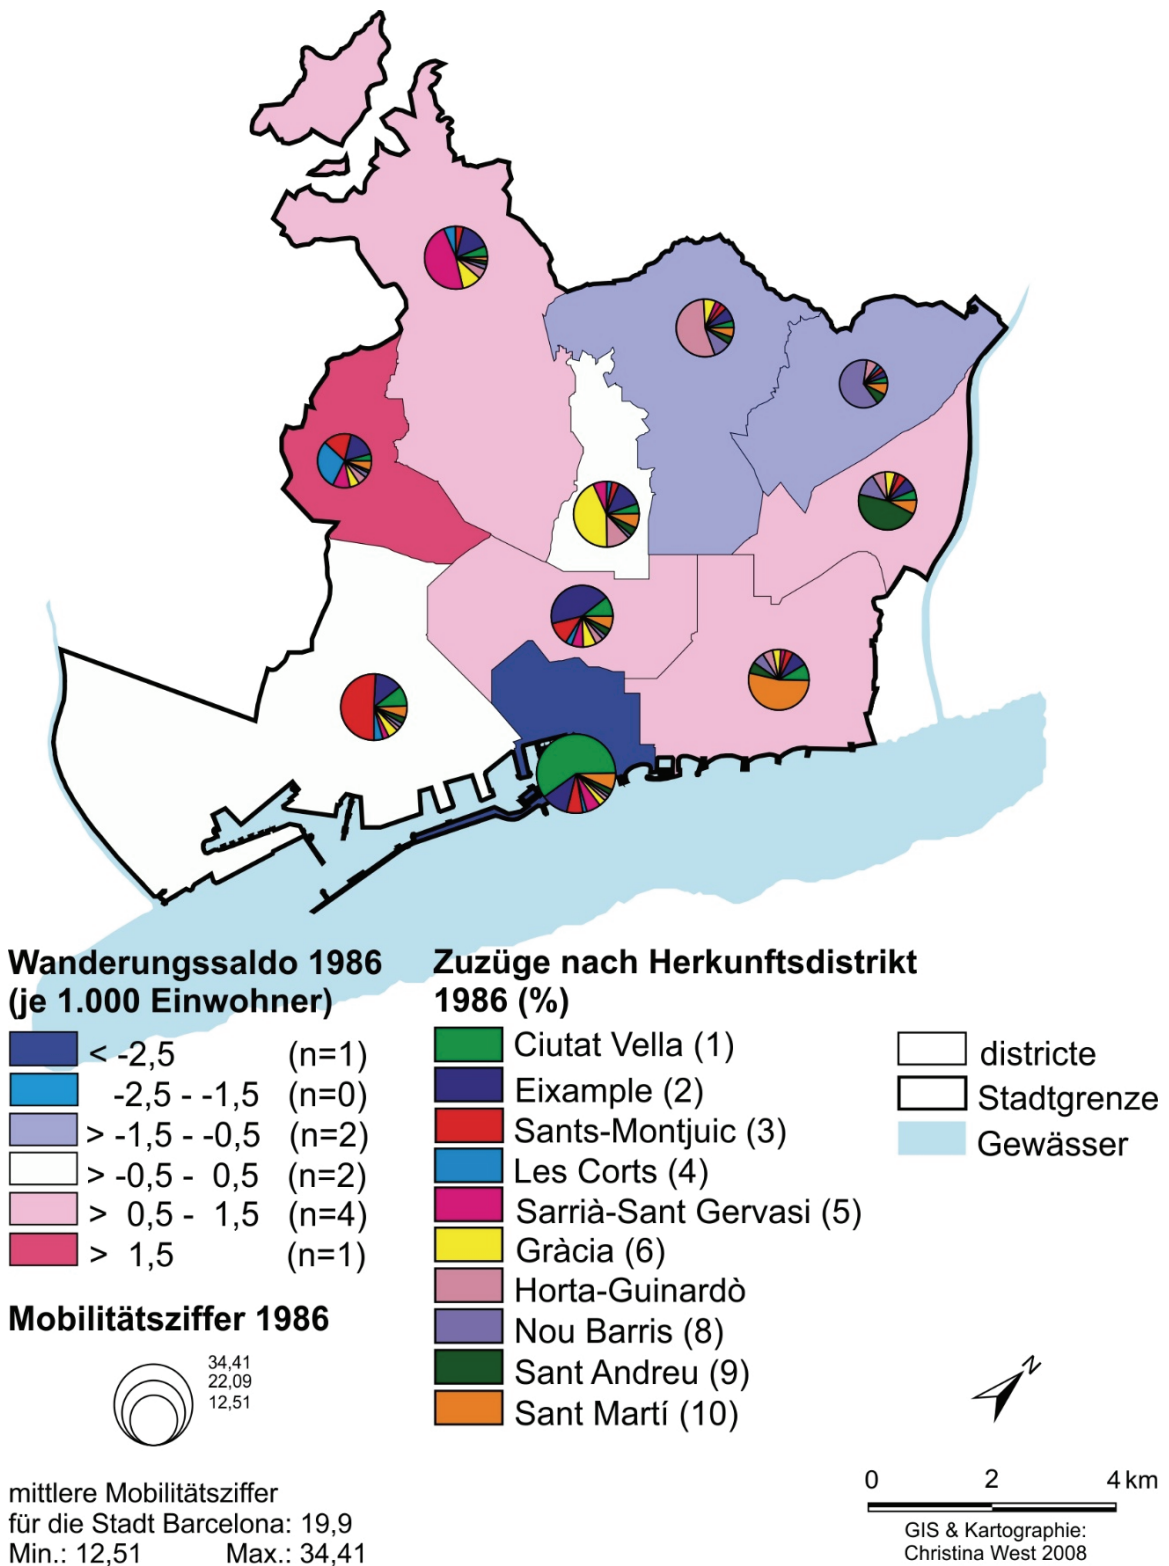 Wanderungssaldo 1986
(je 1.000 Einwohner)
< -2,5 (n=1)
-2,5 - -1,5 (n=0)
> -1,5 - -0,5 (n=2)
> -0,5 - 0,5 (n=2)
> 0,5 - 1,5 (n=4)
> 1,5 (n=1)
Mobilitätsziffer 1986
34,41
22,09
12,51
mittlere Mobilitätsziffer
für die Stadt Barcelona: 19,9
Min.: 12,51 Max.: 34,41
Zuzüge nach Herkunftsdistrikt
1986 (%)
Ciutat Vella (1)
Eixample (2)
Sants-Montjuic (3)
Les Corts (4)
Sarrià-Sant Gervasi (5)
Gràcia (6)
Horta-Guinardò
Nou Barris (8)
Sant Andreu (9)
Sant Martí (10)
districte
Stadtgrenze
Gewässer
N
0 2 4 km
GIS & Kartographie:
Christina West 2008